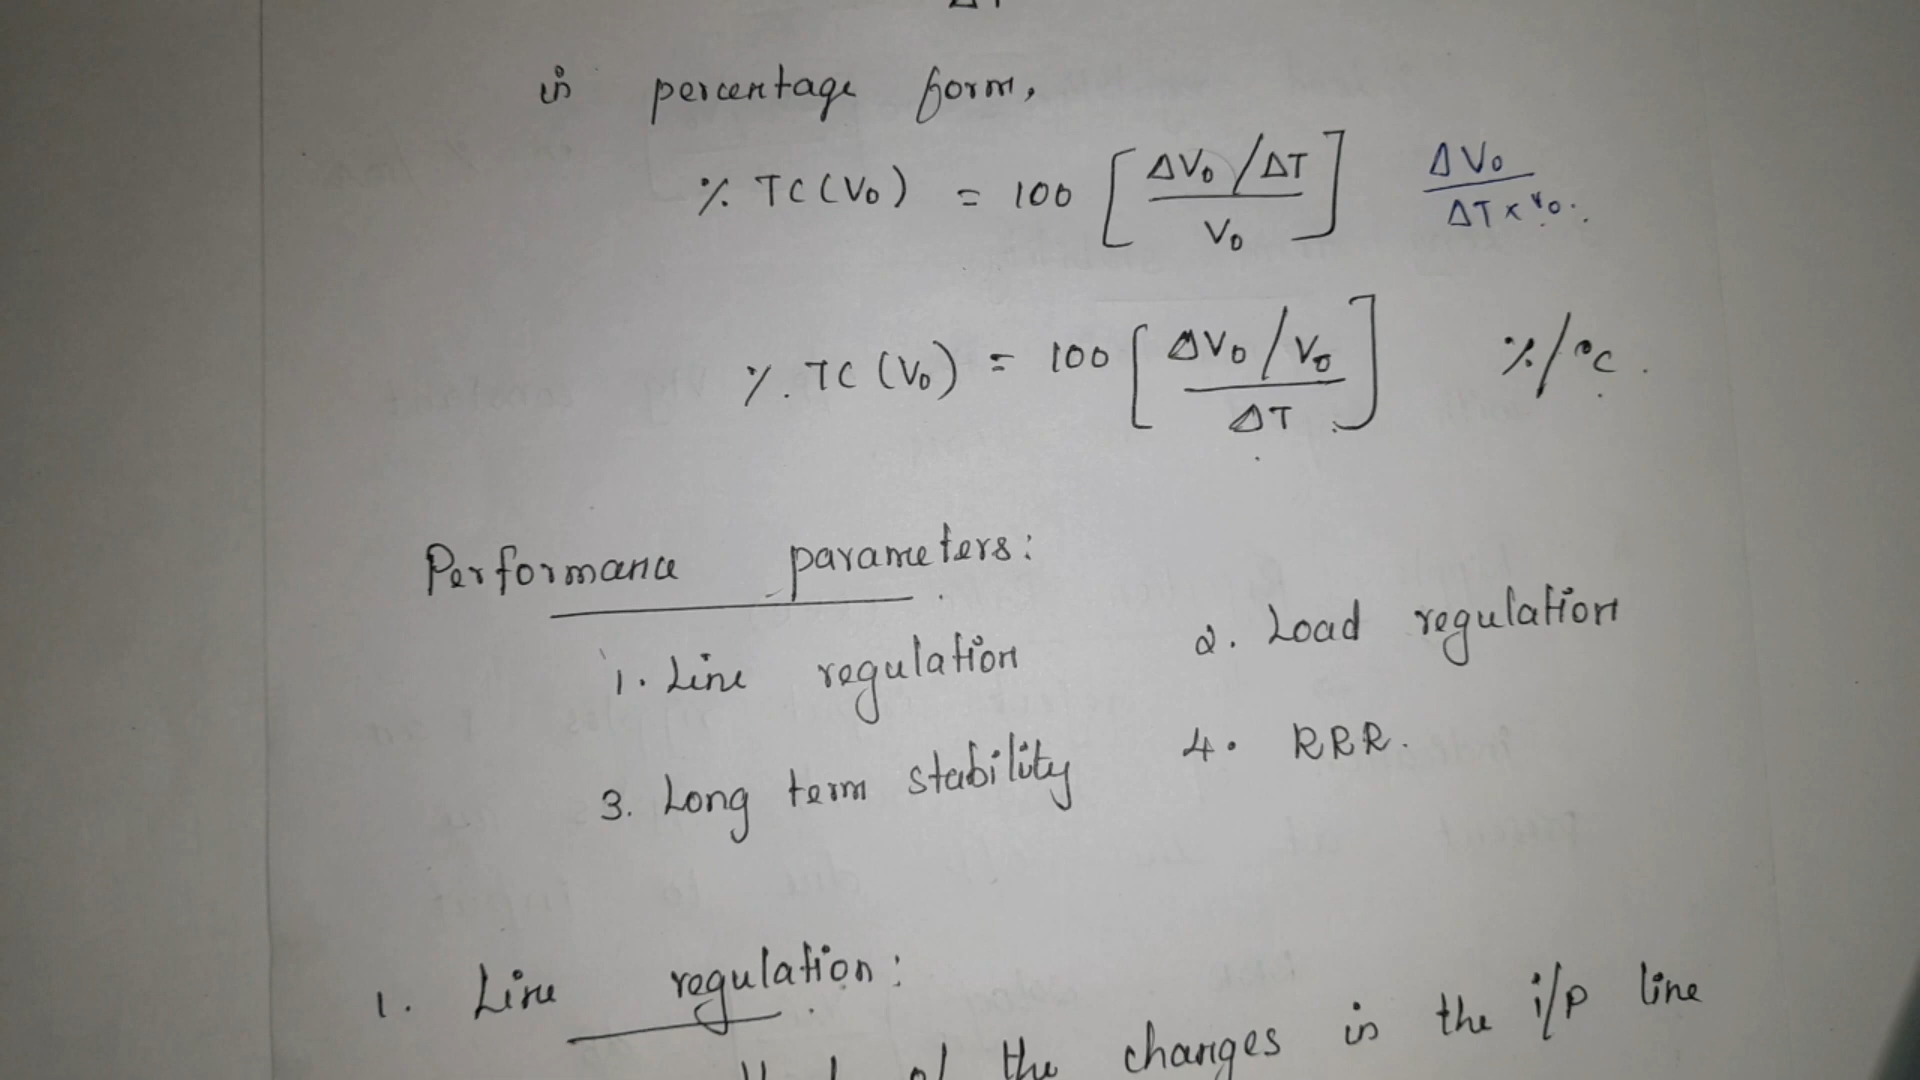 in percentage form,
% TC(V₀) = 100 [ΔV₀/ΔT / V₀] ΔV₀ / ΔT × V₀.
% TC (V₀) = 100 [ΔV₀/V₀ / ΔT] %/°C.
Performance parameters:
1. Line regulation 2. Load regulation
3. Long term stability 4. RRR.
1. Line regulation:
the changes in the i/p line